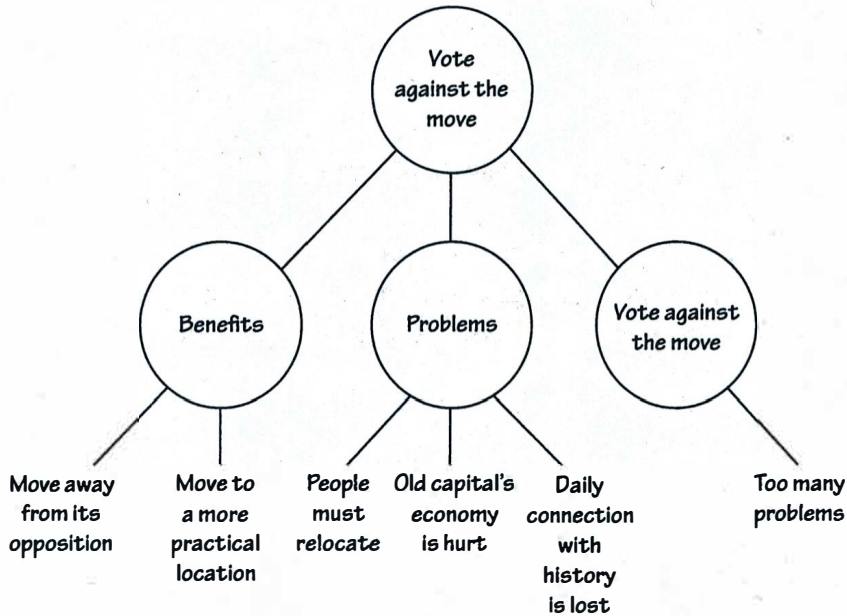 Vote
against the
move
Benefits
Problems
Vote against
the move
Move away
from its
opposition
Move to
a more
practical
location
People
must
relocate
Old capital's
economy
is hurt
Daily
connection
with
history
is lost
Too many
problems